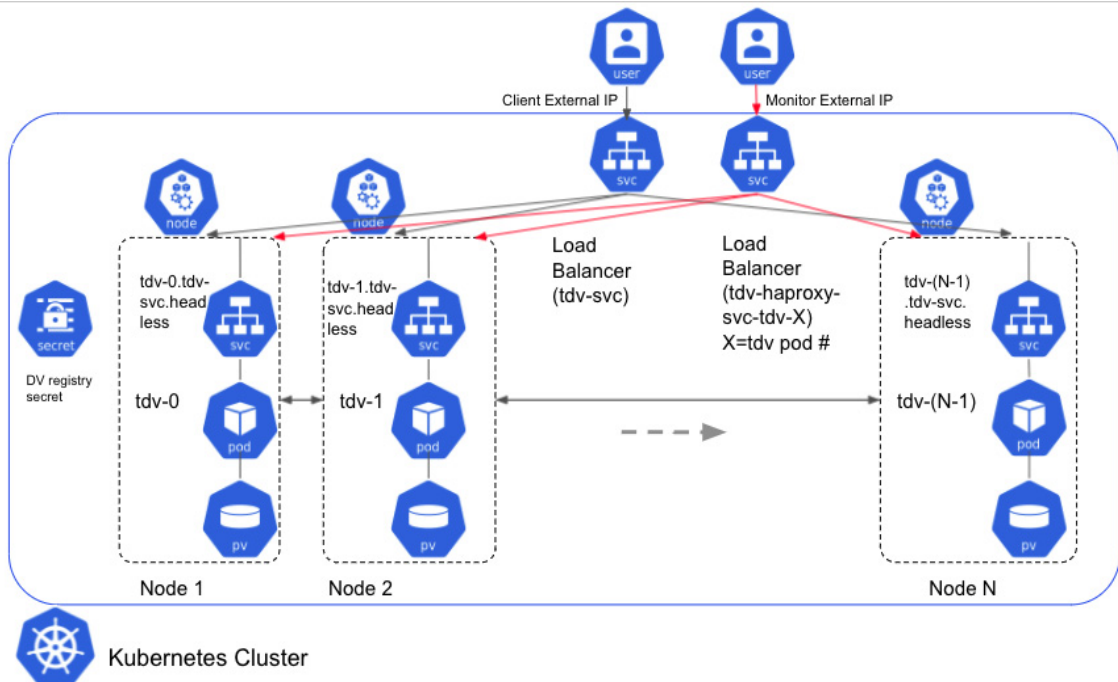 user
user
Client External IP
Monitor External IP
svc
svc
node
node
node
tdv-0.tdv-
svc.head
less
svc
tdv-1.tdv-
svc.head
less
svc
Load
Balancer
(tdv-svc)
Load
Balancer
(tdv-haproxy-
svc-tdv-X)
X=tdv pod #
tdv-(N-1)
.tdv-svc.
headless
svc
secret
DV registry
secret
tdv-0
pod
tdv-1
pod
tdv-(N-1)
pod
pv
pv
pv
Node 1
Node 2
Node N
Kubernetes Cluster